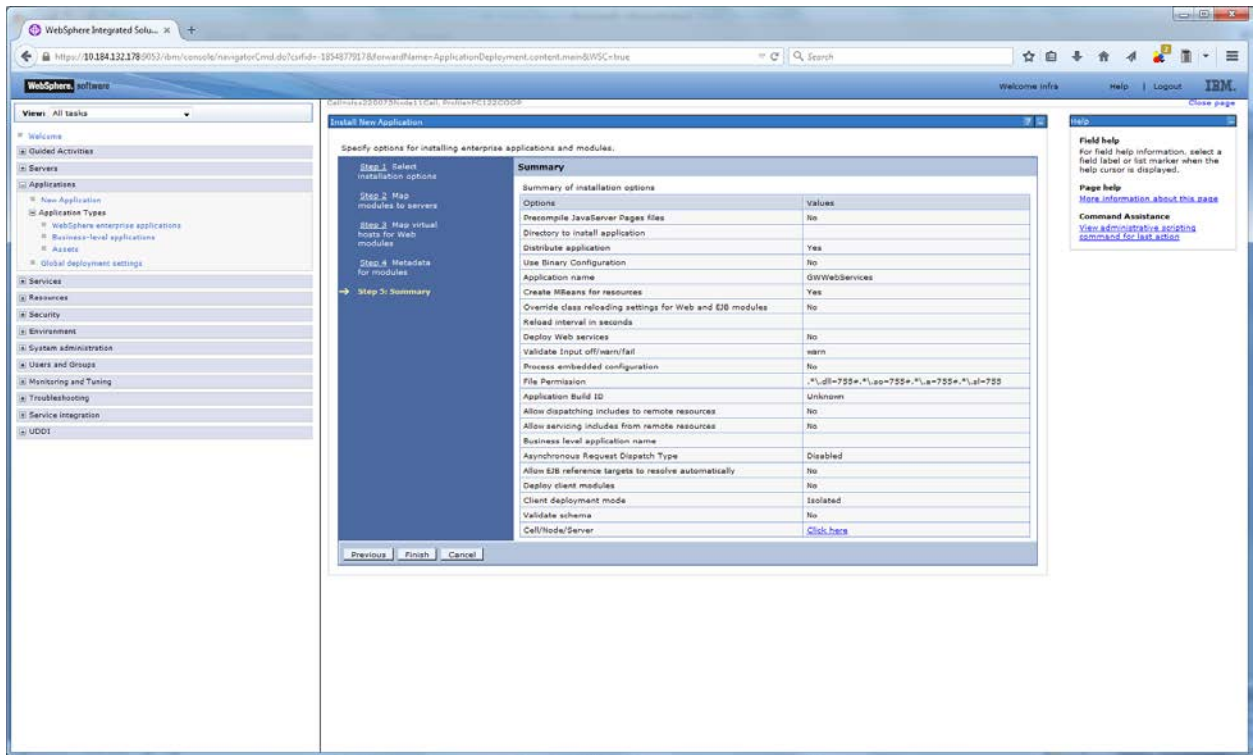 WebSphere Integrated Solu... × +
https://10.184.132.178:9053/ibm/console/navigatorCmd.do?csrfid=-1854877917&forwardName=ApplicationDeployment.content.main&WSC=true
Search
WebSphere. software
Welcome infra Help | Logout IBM.
View: All tasks
Welcome
Guided Activities
Servers
Applications
New Application
Application Types
WebSphere enterprise applications
Business-level applications
Assets
Global deployment settings
Services
Resources
Security
Environment
System administration
Users and Groups
Monitoring and Tuning
Troubleshooting
Service integration
UDDI
Close page
Install New Application ? –
Specify options for installing enterprise applications and modules.
Step 1 Select
installation options
Step 2 Map
modules to servers
Step 3 Map virtual
hosts for Web
modules
Step 4 Metadata
for modules
Step 5: Summary
Summary
Summary of installation options
Options Values
Precompile JavaServer Pages files No
Directory to install application
Distribute application Yes
Use Binary Configuration No
Application name GWWebServices
Create MBeans for resources Yes
Override class reloading settings for Web and EJB modules No
Reload interval in seconds
Deploy Web services No
Validate Input off/warn/fail warn
Process embedded configuration No
File Permission .*\.dll=755#.*\.so=755#.*\.a=755#.*\.sl=755
Application Build ID Unknown
Allow dispatching includes to remote resources No
Allow servicing includes from remote resources No
Business level application name
Asynchronous Request Dispatch Type Disabled
Allow EJB reference targets to resolve automatically No
Deploy client modules No
Client deployment mode Isolated
Validate schema No
Cell/Node/Server Click here
Previous Finish Cancel
Help –
Field help
For field help information, select a
field label or list marker when the
help cursor is displayed.
Page help
More information about this page
Command Assistance
View administrative scripting
command for last action